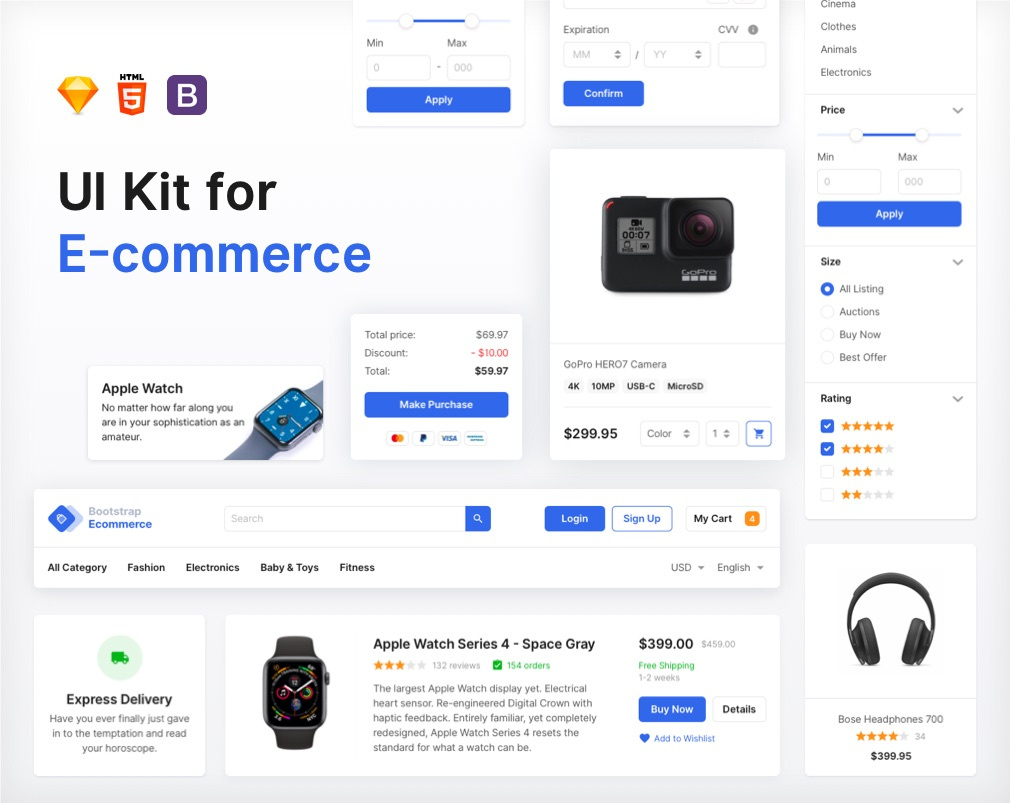 HTML
5
B
UI Kit for
E-commerce
Min Max
0 - 000
Apply
Expiration CVV
MM / YY
Confirm
Cinema
Clothes
Animals
Electronics
Price
Min Max
0 000
Apply
Size
All Listing
Auctions
Buy Now
Best Offer
Rating
Apple Watch
No matter how far along you
are in your sophistication as an
amateur.
Total price: $69.97
Discount: - $10.00
Total: $59.97
Make Purchase
VISA
00:07
GoPro
GoPro HERO7 Camera
4K 10MP USB-C MicroSD
$299.95 Color 1
Bootstrap
Ecommerce
Search
Login Sign Up My Cart 4
All Category Fashion Electronics Baby & Toys Fitness USD English
Express Delivery
Have you ever finally just gave
in to the temptation and read
your horoscope.
Apple Watch Series 4 - Space Gray
132 reviews 154 orders
The largest Apple Watch display yet. Electrical
heart sensor. Re-engineered Digital Crown with
haptic feedback. Entirely familiar, yet completely
redesigned, Apple Watch Series 4 resets the
standard for what a watch can be.
$399.00 $459.00
Free Shipping
1-2 weeks
Buy Now Details
Add to Wishlist
Bose Headphones 700
34
$399.95